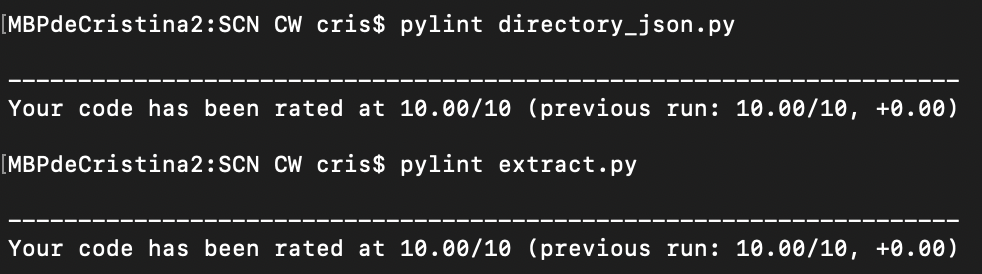 [MBPdeCristina2:SCN CW cris$ pylint directory_json.py
--------------------------------------------------------------------
Your code has been rated at 10.00/10 (previous run: 10.00/10, +0.00)
[MBPdeCristina2:SCN CW cris$ pylint extract.py
--------------------------------------------------------------------
Your code has been rated at 10.00/10 (previous run: 10.00/10, +0.00)